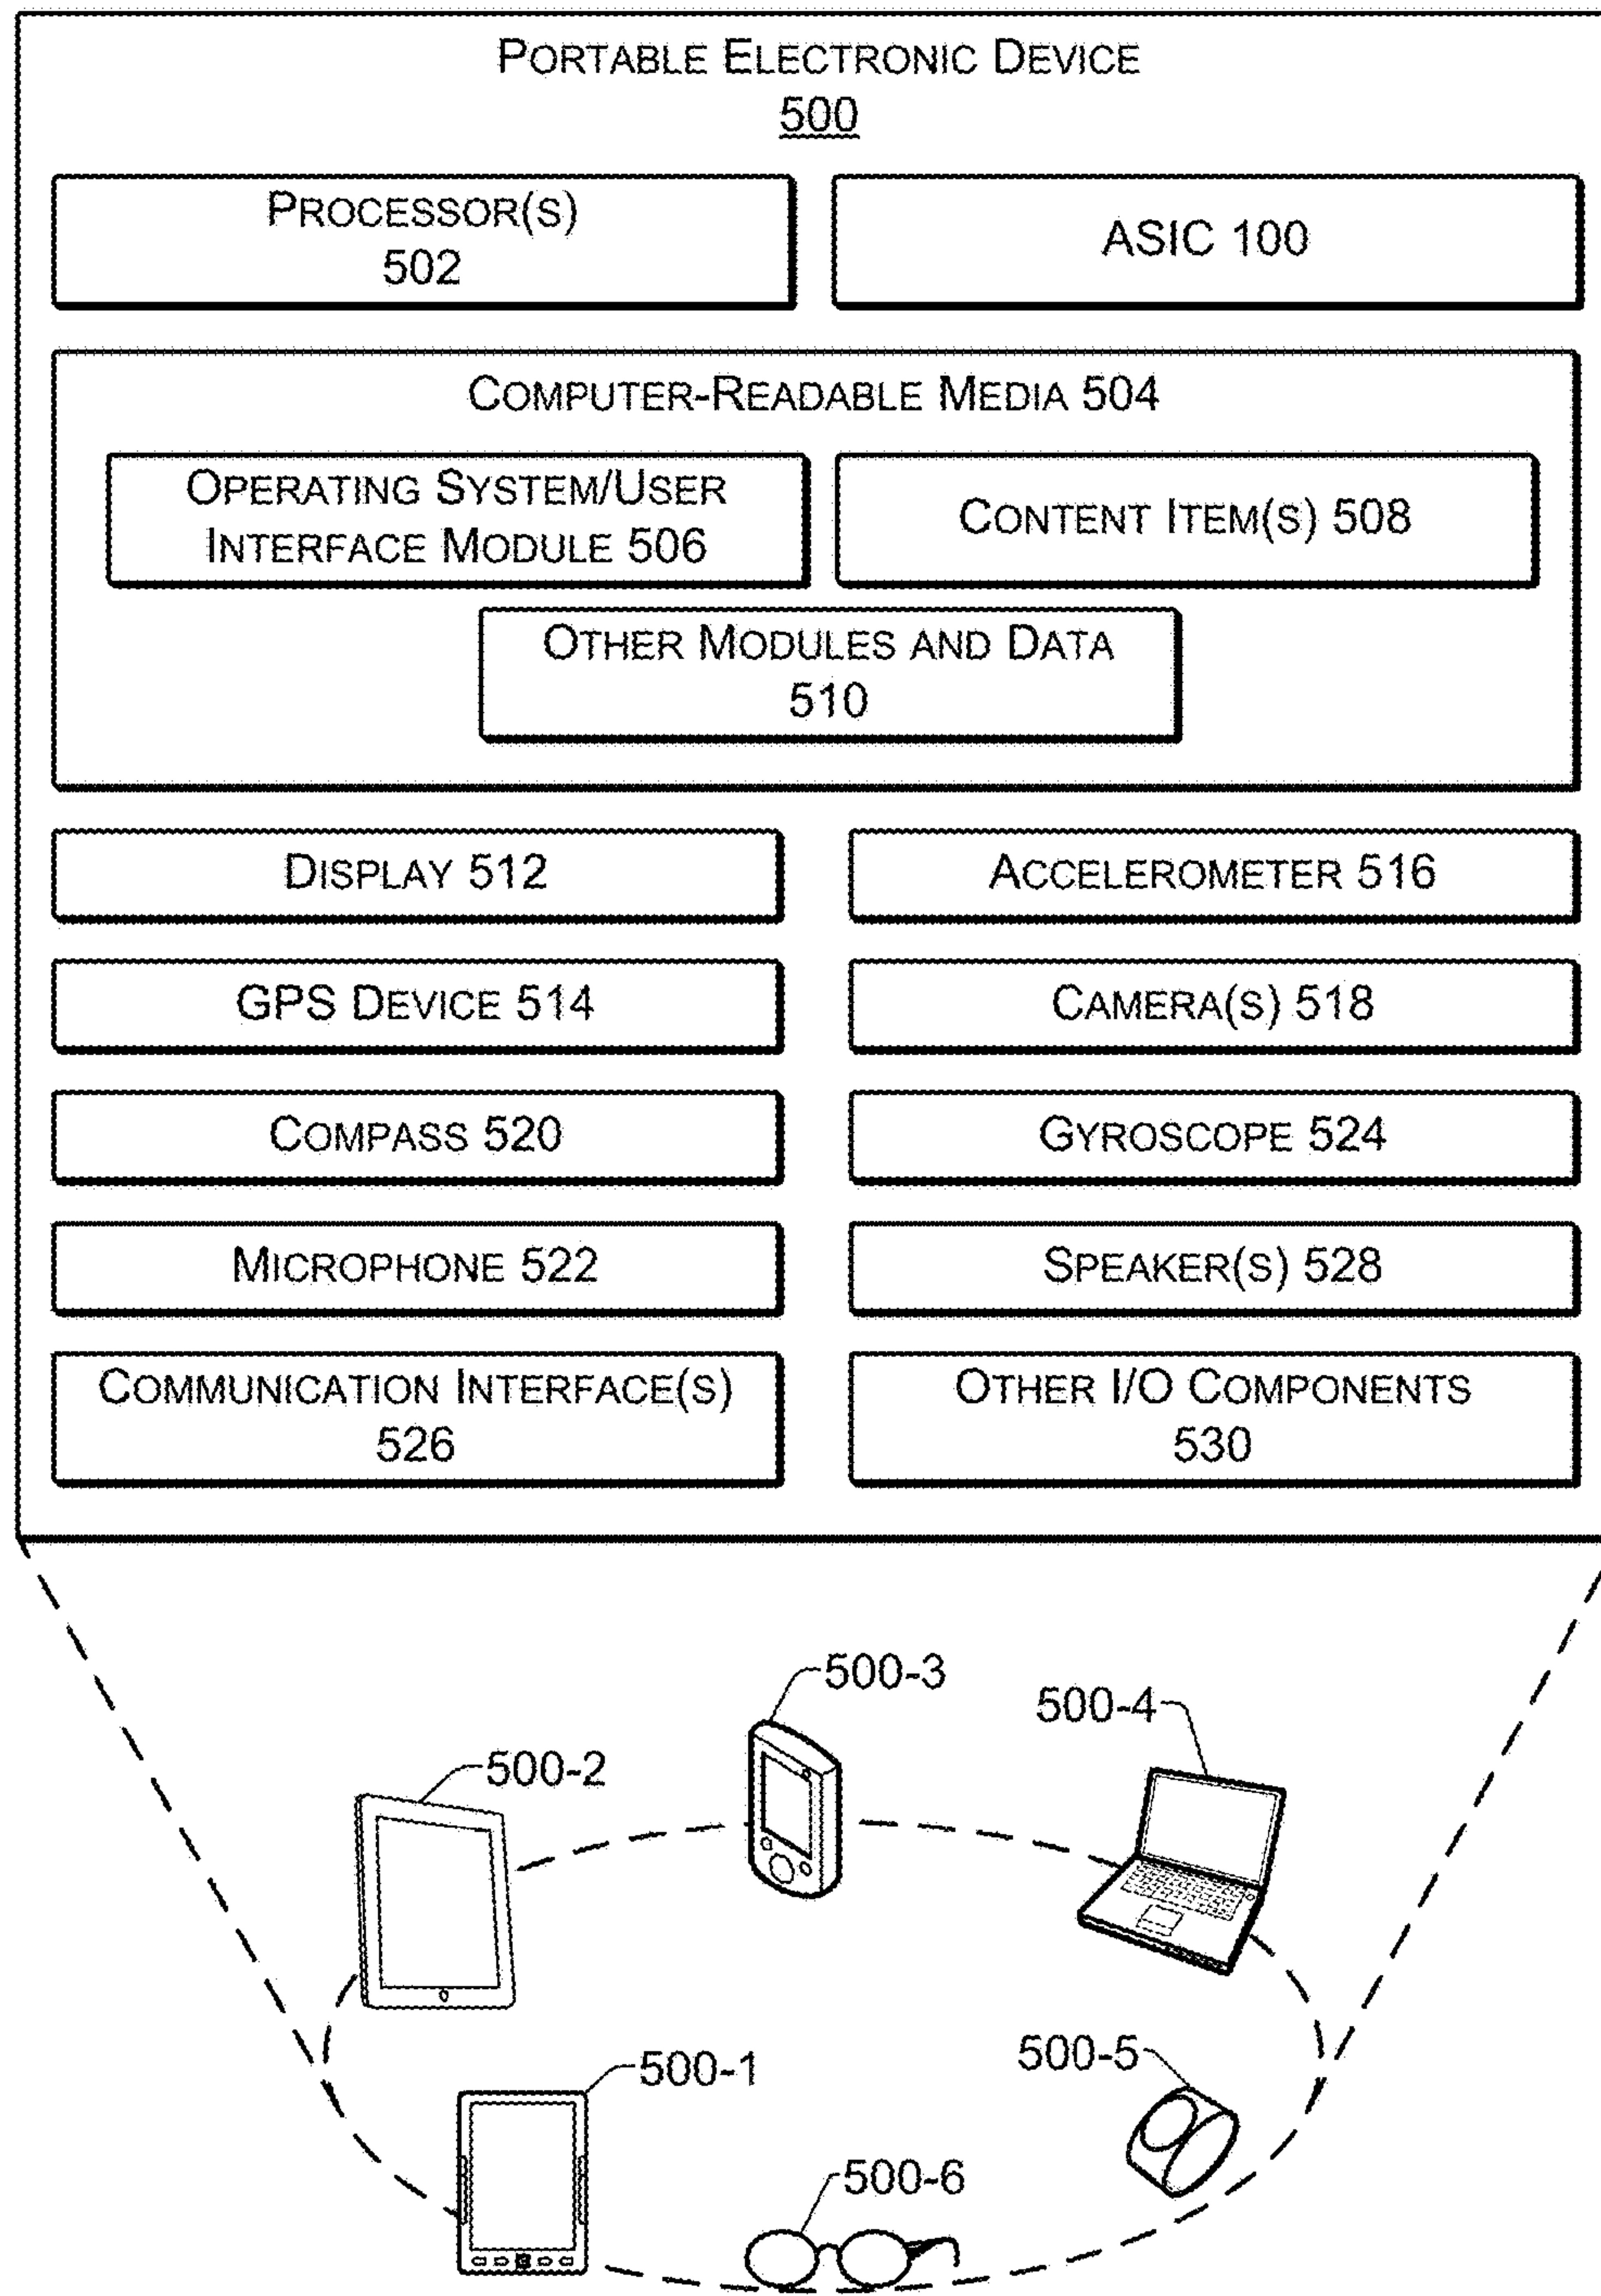 PORTABLE ELECTRONIC DEVICE
500
PROCESSOR(S)
502
ASIC 100
COMPUTER-READABLE MEDIA 504
OPERATING SYSTEM/USER
INTERFACE MODULE 506
CONTENT ITEM(S) 508
OTHER MODULES AND DATA
510
DISPLAY 512
ACCELEROMETER 516
GPS DEVICE 514
CAMERA(S) 518
COMPASS 520
GYROSCOPE 524
MICROPHONE 522
SPEAKER(S) 528
COMMUNICATION INTERFACE(S)
526
OTHER I/O COMPONENTS
530
500-3
500-4
500-2
500-5
500-1
500-6